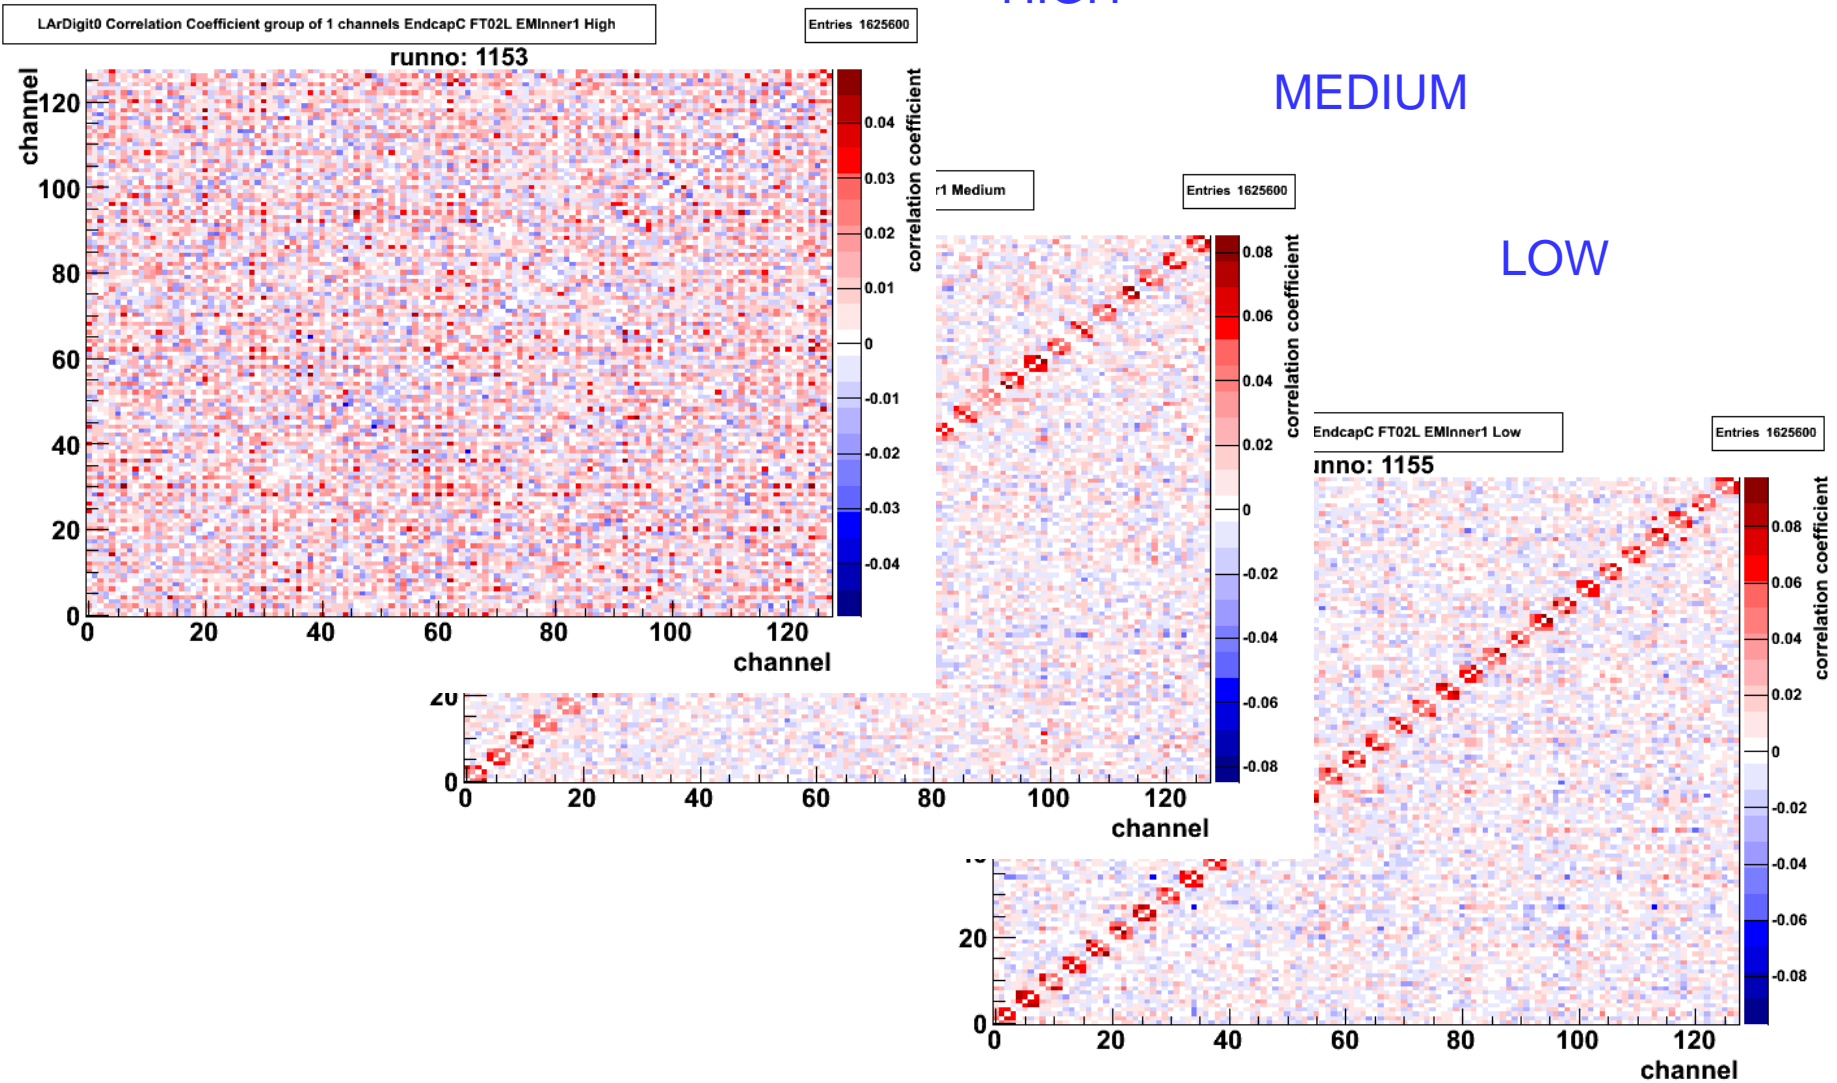 HIGH
LArDigit0 Correlation Coefficient group of 1 channels EndcapC FT02L EMInner1 High
Entries 1625600
runno: 1153
channel
120
100
80
60
40
20
0
0 20 40 60 80 100 120
channel
0.04
0.03
0.02
0.01
0
-0.01
-0.02
-0.03
-0.04
correlation coefficient
MEDIUM
r1 Medium
Entries 1625600
20
0
0 20 40 60 80 100 120
channel
0.08
0.06
0.04
0.02
0
-0.02
-0.04
-0.06
-0.08
correlation coefficient
LOW
EndcapC FT02L EMInner1 Low
Entries 1625600
unno: 1155
20
0
0 20 40 60 80 100 120
channel
0.08
0.06
0.04
0.02
0
-0.02
-0.04
-0.06
-0.08
correlation coefficient